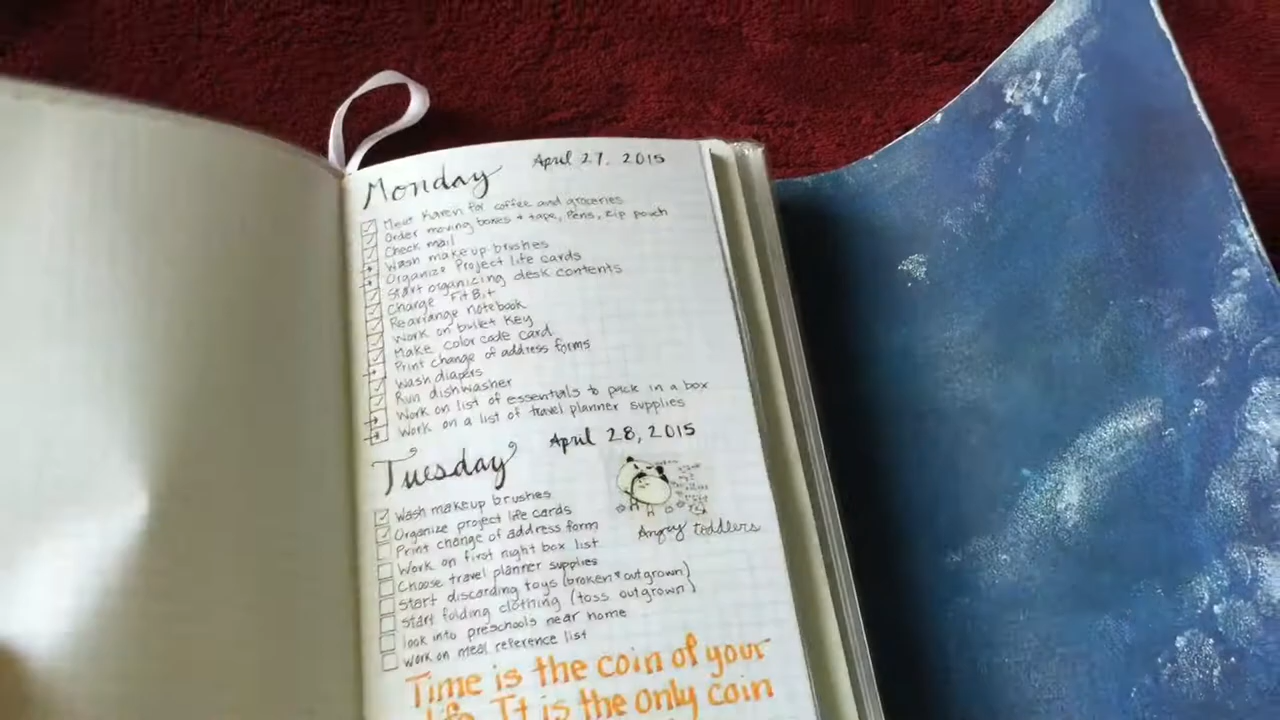 April 27, 2015
Monday
Meet Karen for coffee and groceries
Order moving boxes + tape, Pens, zip pouch
Check mail
Wash makeup brushes
Organize Project life cards
Start organizing desk contents
Charge FitBit
Rearrange notebook
Work on bullet Key
Make color code card
Print change of address forms
Wash diapers
Run dishwasher
Work on list of essentials to pack in a box
Work on a list of travel planner supplies
April 28, 2015
Tuesday
Wash makeup brushes
Organize project life cards
Print change of address form
Work on first night box list
Choose travel planner supplies
Start discarding toys (broken + outgrown)
Start folding clothing (toss outgrown)
look into preschools near home
work on meal reference list
Angry toddlers
Time is the coin of your
life. It is the only coin